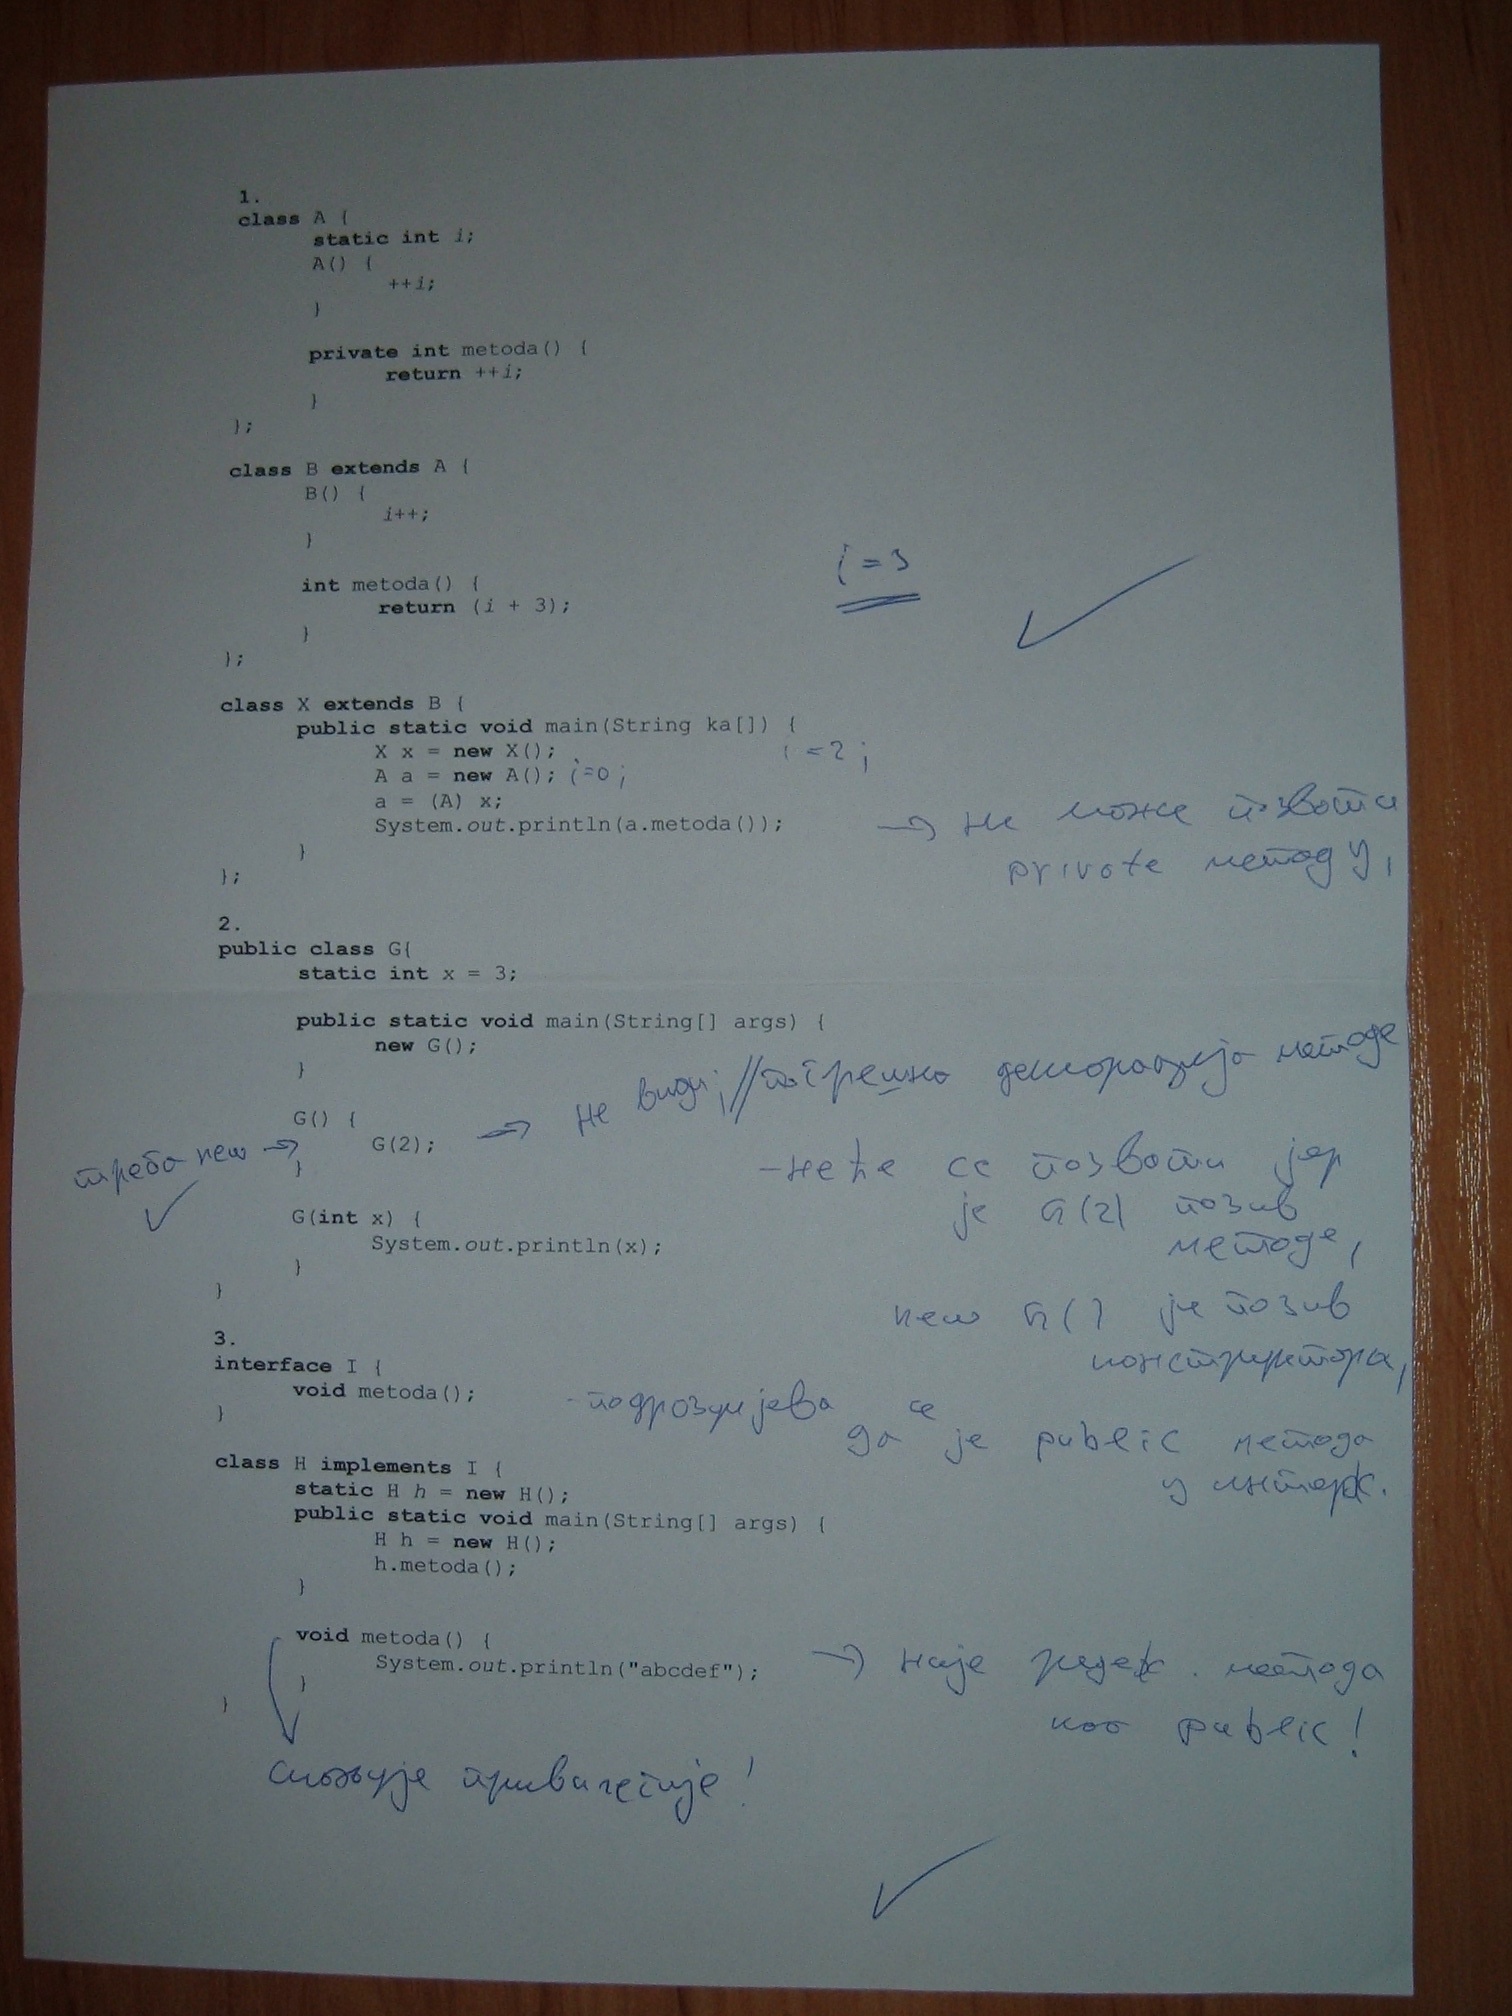 1.
class A {
static int i;
A() {
++i;
}
private int metoda() {
return ++i;
}
};
class B extends A {
B() {
i++;
}
i = 3
int metoda() {
return (i + 3);
}
};
class X extends B {
public static void main(String ka[]) {
X x = new X(); i = 2;
A a = new A(); i=0;
a = (A) x;
System.out.println(a.metoda()); → не може позвати
private методу,
};
}
2.
public class G{
static int x = 3;
public static void main(String[] args) {
new G();
}
G() {
G(2); → не види; // погрешна декларација методе
треба new →
}
-неће се позвати јер
је G(2) позив
методе,
G(int x) {
System.out.println(x);
}
}
new G() је позив
конструктора,
3.
interface I {
void metoda();
}
-подразумијева се
да је public метода
у интерф.
class H implements I {
static H h = new H();
public static void main(String[] args) {
H h = new H();
h.metoda();
}
void metoda() {
System.out.println("abcdef"); → није редеф. метода
као public!
}
}
смањује привилегије!